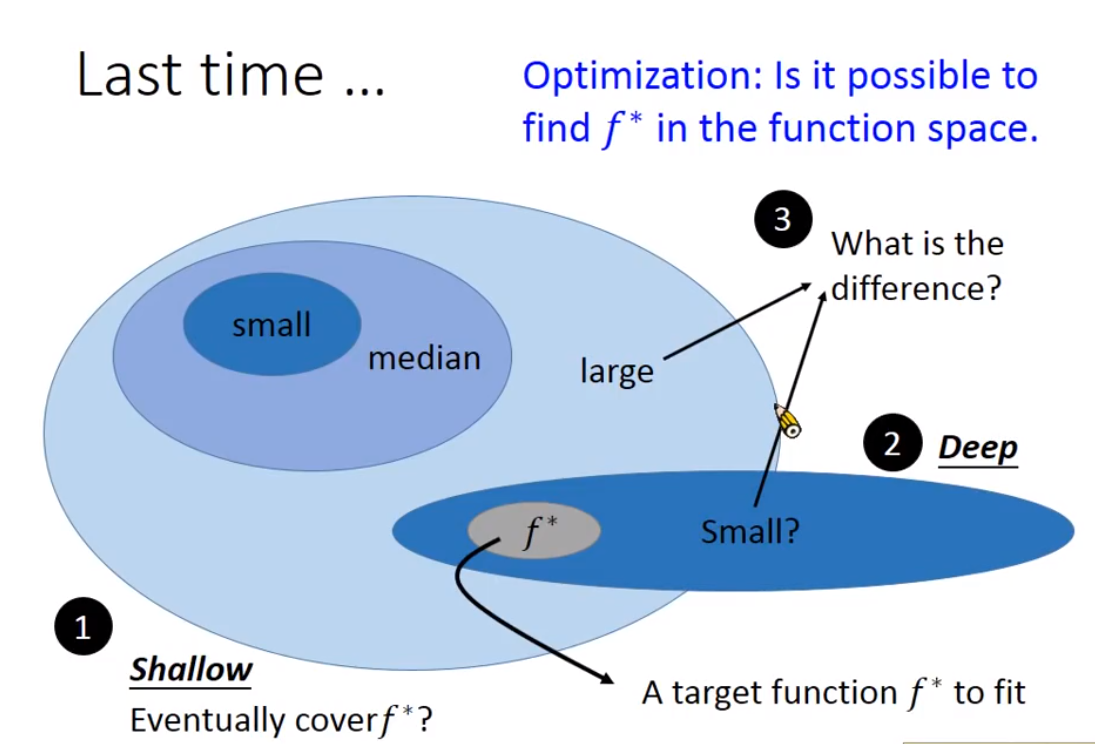 Last time ...
Optimization: Is it possible to
find f* in the function space.
3
What is the
difference?
small
median
large
2
Deep
f*
Small?
1
Shallow
Eventually cover f*?
A target function f* to fit